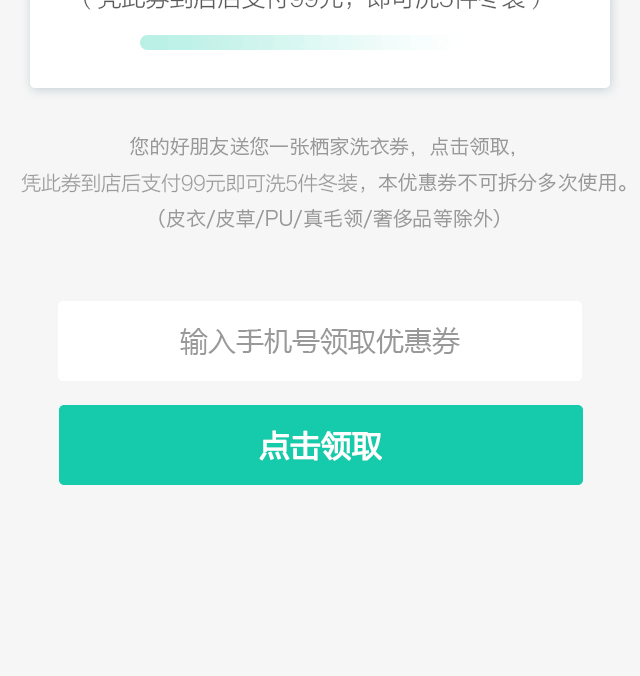 （凭此券到店后支付99元，即可洗5件冬装）
您的好朋友送您一张栖家洗衣券，点击领取，
凭此券到店后支付99元即可洗5件冬装，本优惠券不可拆分多次使用。
（皮衣/皮草/PU/真毛领/奢侈品等除外）
输入手机号领取优惠券
点击领取